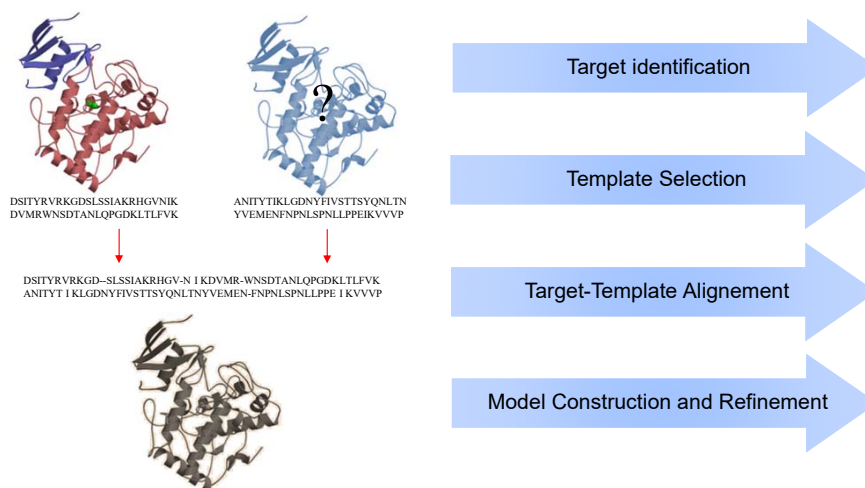 ?
Target identification
Template Selection
DSITYRVRKGDSLSSIAKRHGVNIK
DVMRWNSDTANLQPGDKLTLFVK
ANITYTIKLGDNYFIVSTTSYQNLTN
YVEMENFNPNLSPNLLPPEIKVVVP
DSITYRVRKGD--SLSSIAKRHGV-N I KDVMR-WNSDTANLQPGDKLTLFVK
ANITYT I KLGDNYFIVSTTSYQNLTNYVEMEN-FNPNLSPNLLPPE I KVVVP
Target-Template Alignement
Model Construction and Refinement